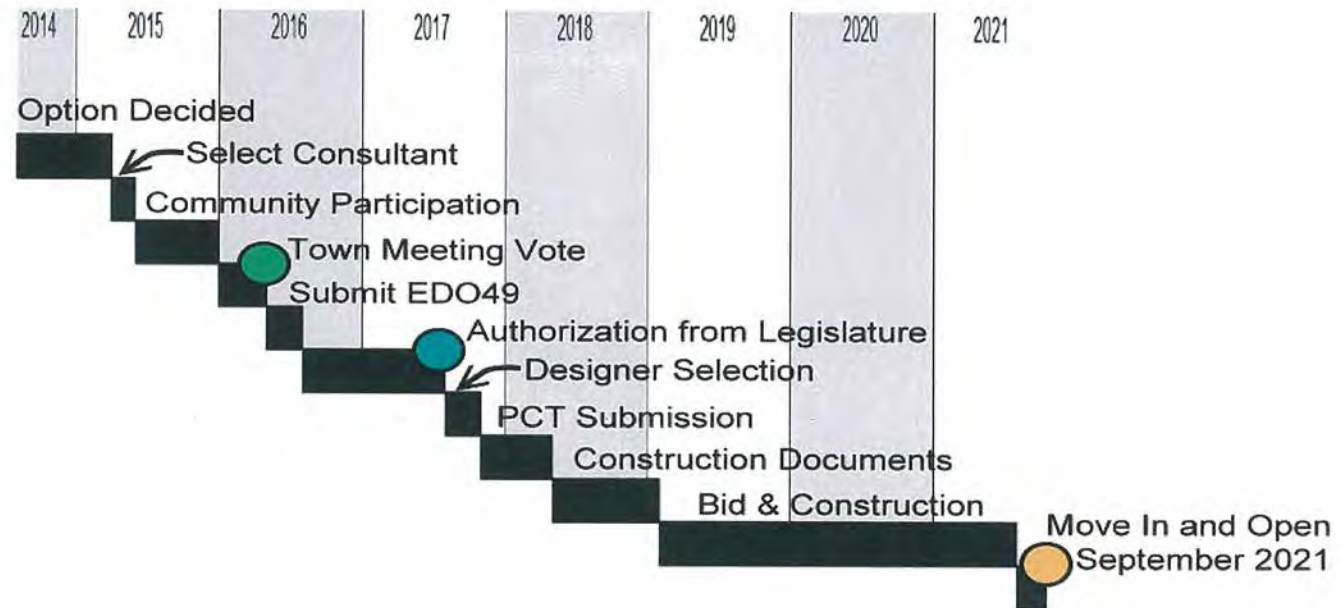 2014 2015 2016 2017 2018 2019 2020 2021
Option Decided
Select Consultant
Community Participation
Town Meeting Vote
Submit EDO49
Authorization from Legislature
Designer Selection
PCT Submission
Construction Documents
Bid & Construction
Move In and Open
September 2021